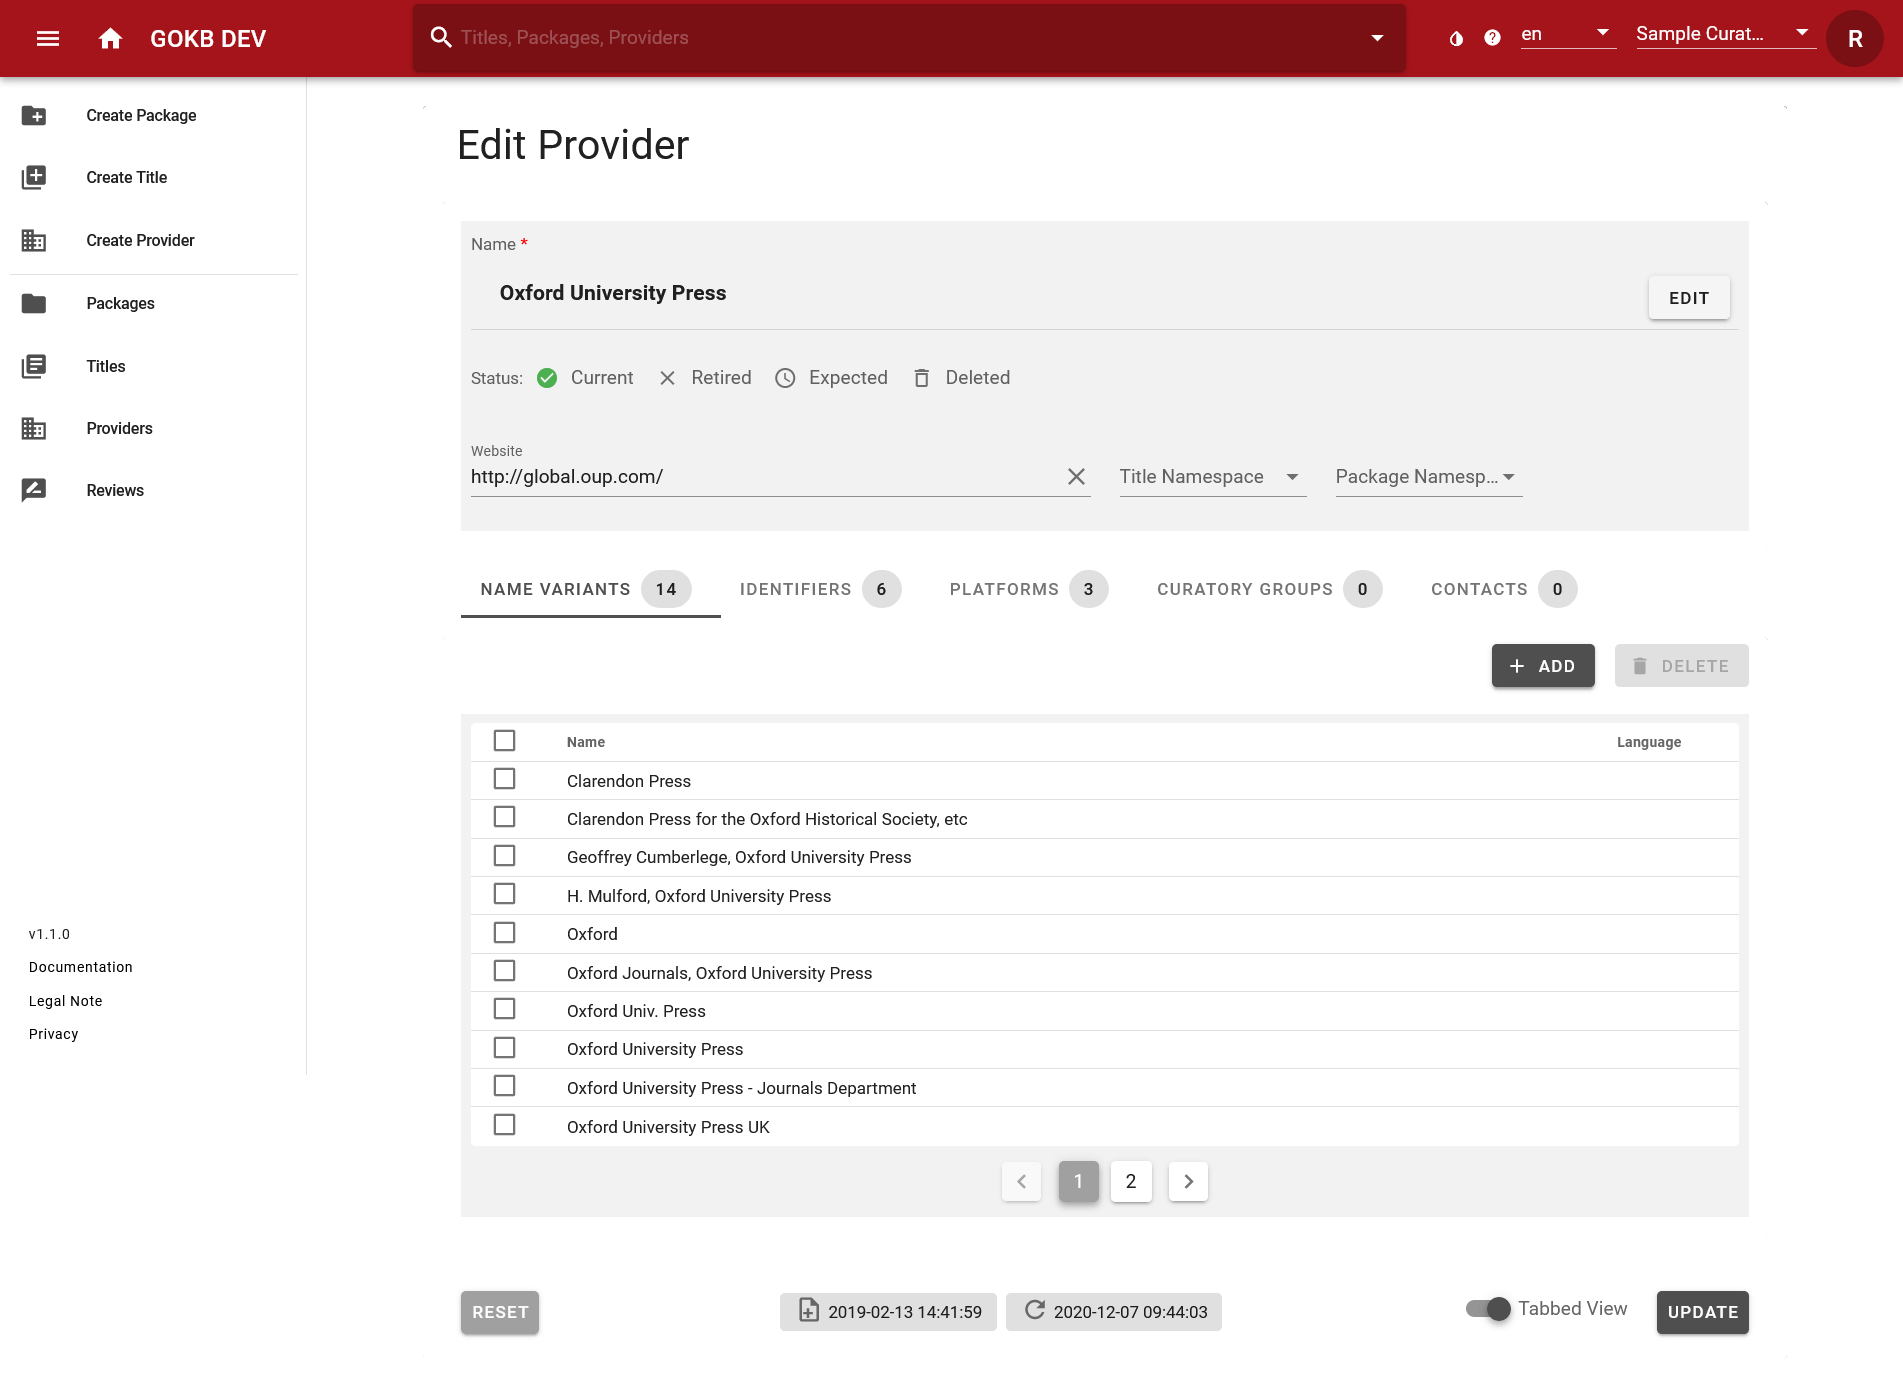 GOKB DEV
Titles, Packages, Providers
en
Sample Curat...
R
Create Package
Create Title
Create Provider
Packages
Titles
Providers
Reviews
v1.1.0
Documentation
Legal Note
Privacy
Edit Provider
Name *
Oxford University Press
EDIT
Status: Current Retired Expected Deleted
Website
http://global.oup.com/
Title Namespace
Package Namesp...
NAME VARIANTS 14
IDENTIFIERS 6
PLATFORMS 3
CURATORY GROUPS 0
CONTACTS 0
ADD
DELETE
Name Language
Clarendon Press
Clarendon Press for the Oxford Historical Society, etc
Geoffrey Cumberlege, Oxford University Press
H. Mulford, Oxford University Press
Oxford
Oxford Journals, Oxford University Press
Oxford Univ. Press
Oxford University Press
Oxford University Press - Journals Department
Oxford University Press UK
1 2
RESET
2019-02-13 14:41:59
2020-12-07 09:44:03
Tabbed View
UPDATE